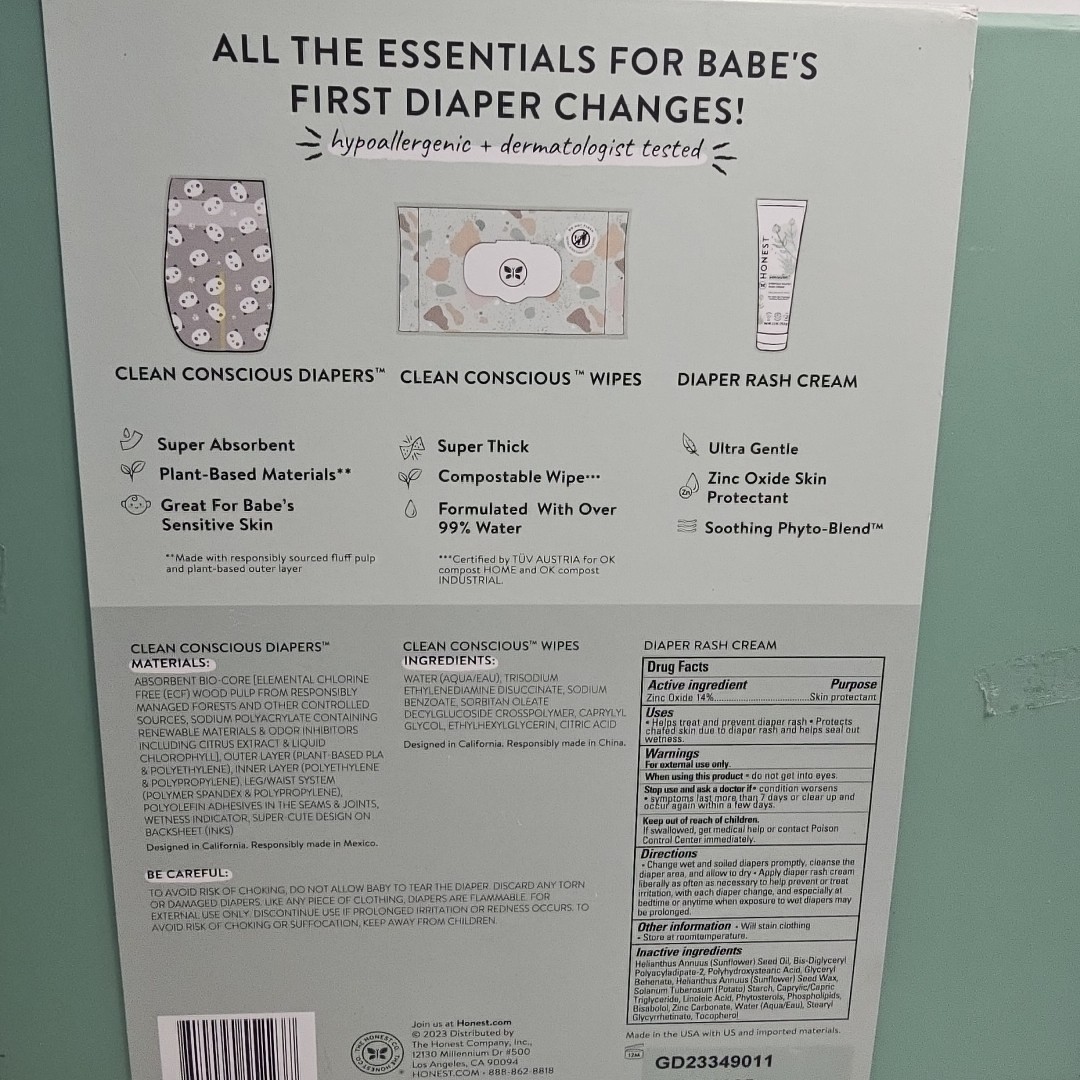 ALL THE ESSENTIALS FOR BABE'S
FIRST DIAPER CHANGES!
hypoallergenic + dermatologist tested
HONEST
CLEAN CONSCIOUS DIAPERS™
CLEAN CONSCIOUS™ WIPES
DIAPER RASH CREAM
Super Absorbent
Plant-Based Materials**
Great For Babe's
Sensitive Skin
**Made with responsibly sourced fluff pulp
and plant-based outer layer
Super Thick
Compostable Wipe***
Formulated With Over
99% Water
***Certified by TÜV AUSTRIA for OK
compost HOME and OK compost
INDUSTRIAL.
Ultra Gentle
Zn
Zinc Oxide Skin
Protectant
Soothing Phyto-Blend™
CLEAN CONSCIOUS DIAPERS™
MATERIALS:
ABSORBENT BIO-CORE [ELEMENTAL CHLORINE
FREE (ECF) WOOD PULP FROM RESPONSIBLY
MANAGED FORESTS AND OTHER CONTROLLED
SOURCES, SODIUM POLYACRYLATE CONTAINING
RENEWABLE MATERIALS & ODOR INHIBITORS
INCLUDING CITRUS EXTRACT & LIQUID
CHLOROPHYLL], OUTER LAYER (PLANT-BASED PLA
& POLYETHYLENE), INNER LAYER (POLYETHYLENE
& POLYPROPYLENE), LEG/WAIST SYSTEM
(POLYMER SPANDEX & POLYPROPYLENE),
POLYOLEFIN ADHESIVES IN THE SEAMS & JOINTS,
WETNESS INDICATOR, SUPER-CUTE DESIGN ON
BACKSHEET (INKS)
Designed in California. Responsibly made in Mexico.
CLEAN CONSCIOUS™ WIPES
INGREDIENTS:
WATER (AQUA/EAU), TRISODIUM
ETHYLENEDIAMINE DISUCCINATE, SODIUM
BENZOATE, SORBITAN OLEATE
DECYLGLUCOSIDE CROSSPOLYMER, CAPRYLYL
GLYCOL, ETHYLHEXYLGLYCERIN, CITRIC ACID
Designed in California. Responsibly made in China.
BE CAREFUL:
TO AVOID RISK OF CHOKING, DO NOT ALLOW BABY TO TEAR THE DIAPER. DISCARD ANY TORN
OR DAMAGED DIAPERS. LIKE ANY PIECE OF CLOTHING, DIAPERS ARE FLAMMABLE. FOR
EXTERNAL USE ONLY. DISCONTINUE USE IF PROLONGED IRRITATION OR REDNESS OCCURS. TO
AVOID RISK OF CHOKING OR SUFFOCATION, KEEP AWAY FROM CHILDREN.
DIAPER RASH CREAM
Drug Facts
Active ingredient Purpose
Zinc Oxide 14%..........Skin protectant
Uses
• Helps treat and prevent diaper rash • Protects
chafed skin due to diaper rash and helps seal out
wetness.
Warnings
For external use only.
When using this product • do not get into eyes.
Stop use and ask a doctor if • condition worsens
• symptoms last more than 7 days or clear up and
occur again within a few days.
Keep out of reach of children.
If swallowed, get medical help or contact Poison
Control Center immediately.
Directions
• Change wet and soiled diapers promptly, cleanse the
diaper area, and allow to dry • Apply diaper rash cream
liberally as often as necessary to help prevent or treat
irritation, with each diaper change, and especially at
bedtime or anytime when exposure to wet diapers may
be prolonged.
Other information • Will stain clothing
• Store at roomtemperature.
Inactive ingredients
Helianthus Annuus (Sunflower) Seed Oil, Bis-Diglyceryl
Polyacyladipate-2, Polyhydroxystearic Acid, Glyceryl
Behenate, Helianthus Annuus (Sunflower) Seed Wax,
Solanum Tuberosum (Potato) Starch, Caprylic/Capric
Triglyceride, Linoleic Acid, Phytosterols, Phospholipids,
Bisabolol, Zinc Carbonate, Water (Aqua/Eau), Stearyl
Glycyrrhetinate, Tocopherol
Made in the USA with US and imported materials.
12M
GD23349011
THE HONEST CO. THE HONEST CO.
Join us at Honest.com
© 2023 Distributed by
The Honest Company, Inc.,
12130 Millennium Dr #500
Los Angeles, CA 90094
HONEST.COM • 888-862-8818